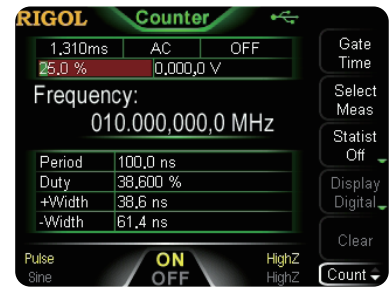 RIGOL Counter
1.310ms AC OFF
25.0 % 0.000,0 V
Frequency:
010.000,000,0 MHz
Period 100.0 ns
Duty 38.600 %
+Width 38.6 ns
-Width 61.4 ns
Pulse ON HighZ
Sine OFF HighZ
Gate
Time
Select
Meas
Statist
Off
Display
Digital
Clear
Count